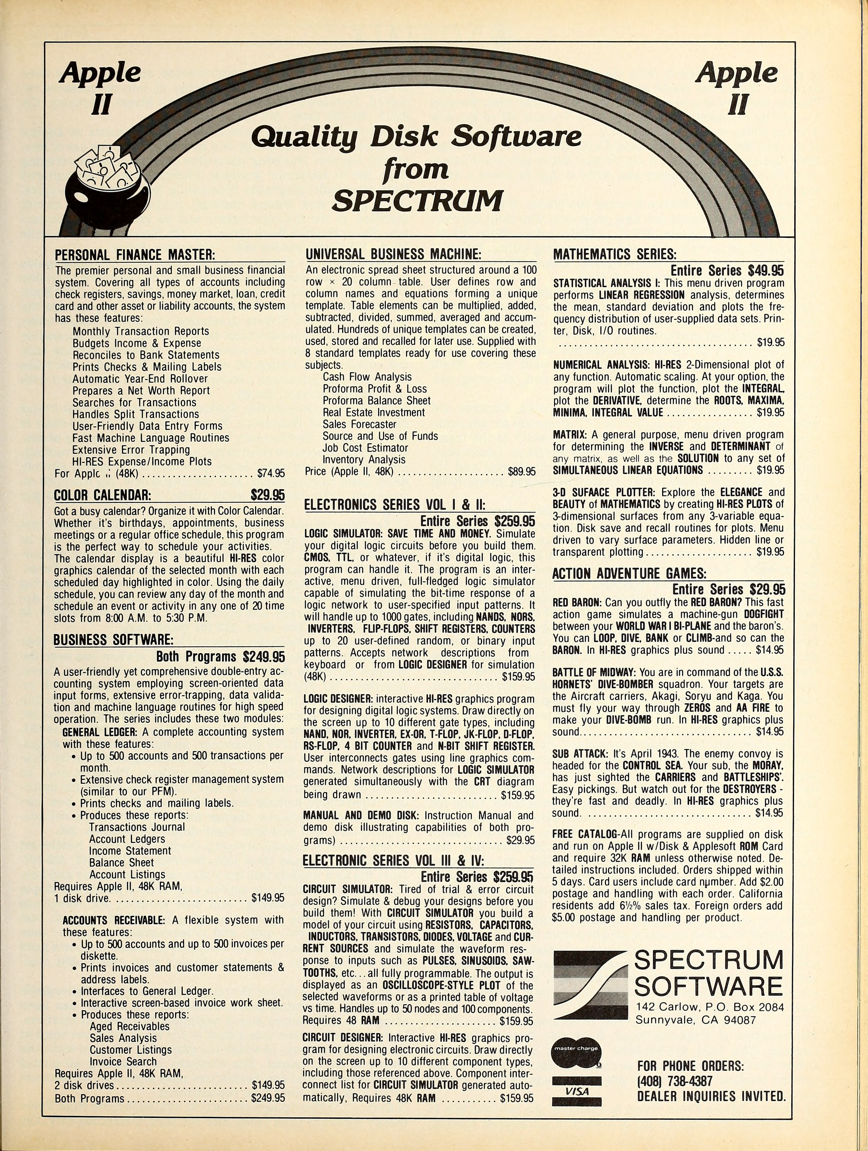 Apple
II
Apple
II
Quality Disk Software
from
SPECTRUM
PERSONAL FINANCE MASTER:
The premier personal and small business financial
system. Covering all types of accounts including
check registers, savings, money market, loan, credit
card and other asset or liability accounts, the system
has these features:
Monthly Transaction Reports
Budgets Income & Expense
Reconciles to Bank Statements
Prints Checks & Mailing Labels
Automatic Year-End Rollover
Prepares a Net Worth Report
Searches for Transactions
Handles Split Transactions
User-Friendly Data Entry Forms
Fast Machine Language Routines
Extensive Error Trapping
HI-RES Expense/Income Plots
For Apple II (48K) ........................ $74.95
COLOR CALENDAR: $29.95
Got a busy calendar? Organize it with Color Calendar.
Whether it's birthdays, appointments, business
meetings or a regular office schedule, this program
is the perfect way to schedule your activities.
The calendar display is a beautiful HI-RES color
graphics calendar of the selected month with each
scheduled day highlighted in color. Using the daily
schedule, you can review any day of the month and
schedule an event or activity in any one of 20 time
slots from 8:00 A.M. to 5:30 P.M.
BUSINESS SOFTWARE:
Both Programs $249.95
A user-friendly yet comprehensive double-entry ac-
counting system employing screen-oriented data
input forms, extensive error-trapping, data valida-
tion and machine language routines for high speed
operation. The series includes these two modules:
GENERAL LEDGER: A complete accounting system
with these features:
• Up to 500 accounts and 500 transactions per
month.
• Extensive check register management system
(similar to our PFM).
• Prints checks and mailing labels.
• Produces these reports:
Transactions Journal
Account Ledgers
Income Statement
Balance Sheet
Account Listings
Requires Apple II, 48K RAM,
1 disk drive. ........................ $149.95
ACCOUNTS RECEIVABLE: A flexible system with
these features:
• Up to 500 accounts and up to 500 invoices per
diskette.
• Prints invoices and customer statements &
address labels.
• Interfaces to General Ledger.
• Interactive screen-based invoice work sheet.
• Produces these reports:
Aged Receivables
Sales Analysis
Customer Listings
Invoice Search
Requires Apple II, 48K RAM,
2 disk drives ........................ $149.95
Both Programs ........................ $249.95
UNIVERSAL BUSINESS MACHINE:
An electronic spread sheet structured around a 100
row × 20 column table. User defines row and
column names and equations forming a unique
template. Table elements can be multiplied, added,
subtracted, divided, summed, averaged and accum-
ulated. Hundreds of unique templates can be created,
used, stored and recalled for later use. Supplied with
8 standard templates ready for use covering these
subjects.
Cash Flow Analysis
Proforma Profit & Loss
Proforma Balance Sheet
Real Estate Investment
Sales Forecaster
Source and Use of Funds
Job Cost Estimator
Inventory Analysis
Price (Apple II, 48K) ...................... $89.95
ELECTRONICS SERIES VOL I & II:
Entire Series $259.95
LOGIC SIMULATOR: SAVE TIME AND MONEY. Simulate
your digital logic circuits before you build them.
CMOS, TTL, or whatever, if it's digital logic, this
program can handle it. The program is an inter-
active, menu driven, full-fledged logic simulator
capable of simulating the bit-time response of a
logic network to user-specified input patterns. It
will handle up to 1000 gates, including NANDS, NORS,
INVERTERS, FLIP-FLOPS, SHIFT REGISTERS, COUNTERS
up to 20 user-defined random, or binary input
patterns. Accepts network descriptions from
keyboard or from LOGIC DESIGNER for simulation
(48K) ........................ $159.95
LOGIC DESIGNER: interactive HI-RES graphics program
for designing digital logic systems. Draw directly on
the screen up to 10 different gate types, including
NAND, NOR, INVERTER, EX-OR, T-FLOP, JK-FLOP, D-FLOP,
RS-FLOP, 4 BIT COUNTER and N-BIT SHIFT REGISTER.
User interconnects gates using line graphics com-
mands. Network descriptions for LOGIC SIMULATOR
generated simultaneously with the CRT diagram
being drawn ........................ $159.95
MANUAL AND DEMO DISK: Instruction Manual and
demo disk illustrating capabilities of both pro-
grams) ........................ $29.95
ELECTRONIC SERIES VOL III & IV:
Entire Series $259.95
CIRCUIT SIMULATOR: Tired of trial & error circuit
design? Simulate & debug your designs before you
build them! With CIRCUIT SIMULATOR you build a
model of your circuit using RESISTORS, CAPACITORS,
INDUCTORS, TRANSISTORS, DIODES, VOLTAGE and CUR-
RENT SOURCES and simulate the waveform res-
ponse to inputs such as PULSES, SINUSOIDS, SAW-
TOOTHS, etc...all fully programmable. The output is
displayed as an OSCILLOSCOPE-STYLE PLOT of the
selected waveforms or as a printed table of voltage
vs time. Handles up to 50 nodes and 100 components.
Requires 48 RAM .................... $159.95
CIRCUIT DESIGNER: Interactive HI-RES graphics pro-
gram for designing electronic circuits. Draw directly
on the screen up to 10 different component types,
including those referenced above. Component inter-
connect list for CIRCUIT SIMULATOR generated auto-
matically, Requires 48K RAM .......... $159.95
MATHEMATICS SERIES:
Entire Series $49.95
STATISTICAL ANALYSIS I: This menu driven program
performs LINEAR REGRESSION analysis, determines
the mean, standard deviation and plots the fre-
quency distribution of user-supplied data sets. Prin-
ter, Disk, I/O routines.
........................ $19.95
NUMERICAL ANALYSIS: HI-RES 2-Dimensional plot of
any function. Automatic scaling. At your option, the
program will plot the function, plot the INTEGRAL,
plot the DERIVATIVE, determine the ROOTS, MAXIMA,
MINIMA, INTEGRAL VALUE ................ $19.95
MATRIX: A general purpose, menu driven program
for determining the INVERSE and DETERMINANT of
any matrix, as well as the SOLUTION to any set of
SIMULTANEOUS LINEAR EQUATIONS ......... $19.95
3-D SUFAACE PLOTTER: Explore the ELEGANCE and
BEAUTY of MATHEMATICS by creating HI-RES PLOTS of
3-dimensional surfaces from any 3-variable equa-
tion. Disk save and recall routines for plots. Menu
driven to vary surface parameters. Hidden line or
transparent plotting .................... $19.95
ACTION ADVENTURE GAMES:
Entire Series $29.95
RED BARON: Can you outfly the RED BARON? This fast
action game simulates a machine-gun DOGFIGHT
between your WORLD WAR I BI-PLANE and the baron's.
You can LOOP, DIVE, BANK or CLIMB-and so can the
BARON. In HI-RES graphics plus sound ..... $14.95
BATTLE OF MIDWAY: You are in command of the U.S.S.
HORNETS' DIVE-BOMBER squadron. Your targets are
the Aircraft carriers, Akagi, Soryu and Kaga. You
must fly your way through ZEROS and AA FIRE to
make your DIVE-BOMB run. In HI-RES graphics plus
sound................................ $14.95
SUB ATTACK: It's April 1943. The enemy convoy is
headed for the CONTROL SEA. Your sub, the MORAY,
has just sighted the CARRIERS and BATTLESHIPS'.
Easy pickings. But watch out for the DESTROYERS -
they're fast and deadly. In HI-RES graphics plus
sound. ............................... $14.95
FREE CATALOG-All programs are supplied on disk
and run on Apple II w/Disk & Applesoft ROM Card
and require 32K RAM unless otherwise noted. De-
tailed instructions included. Orders shipped within
5 days. Card users include card number. Add $2.00
postage and handling with each order. California
residents add 6½% sales tax. Foreign orders add
$5.00 postage and handling per product.
SPECTRUM
SOFTWARE
142 Carlow, P.O. Box 2084
Sunnyvale, CA 94087
master charge
VISA
FOR PHONE ORDERS:
(408) 738-4387
DEALER INQUIRIES INVITED.